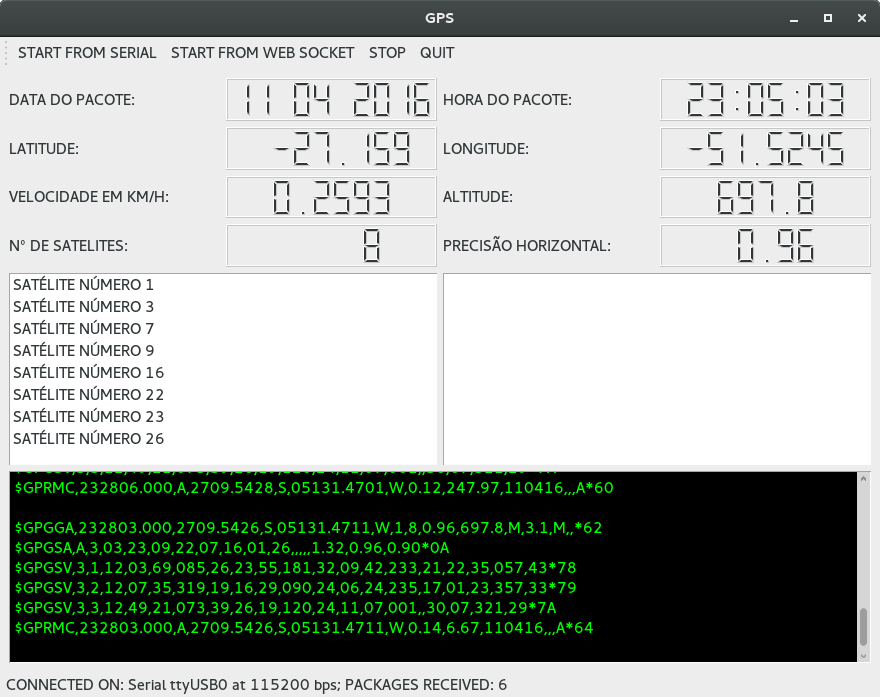 GPS
START FROM SERIAL START FROM WEB SOCKET STOP QUIT
DATA DO PACOTE: 11 04 2016 HORA DO PACOTE: 23:05:03
LATITUDE: -27.159 LONGITUDE: -51.5245
VELOCIDADE EM KM/H: 0.2593 ALTITUDE: 697.8
Nº DE SATELITES: 8 PRECISÃO HORIZONTAL: 0.96
SATÉLITE NÚMERO 1
SATÉLITE NÚMERO 3
SATÉLITE NÚMERO 7
SATÉLITE NÚMERO 9
SATÉLITE NÚMERO 16
SATÉLITE NÚMERO 22
SATÉLITE NÚMERO 23
SATÉLITE NÚMERO 26
$GPRMC,232806.000,A,2709.5428,S,05131.4701,W,0.12,247.97,110416,,,A*60
$GPGGA,232803.000,2709.5426,S,05131.4711,W,1,8,0.96,697.8,M,3.1,M,,*62
$GPGSA,A,3,03,23,09,22,07,16,01,26,,,,,1.32,0.96,0.90*0A
$GPGSV,3,1,12,03,69,085,26,23,55,181,32,09,42,233,21,22,35,057,43*78
$GPGSV,3,2,12,07,35,319,19,16,29,090,24,06,24,235,17,01,23,357,33*79
$GPGSV,3,3,12,49,21,073,39,26,19,120,24,11,07,001,,30,07,321,29*7A
$GPRMC,232803.000,A,2709.5426,S,05131.4711,W,0.14,6.67,110416,,,A*64
CONNECTED ON: Serial ttyUSB0 at 115200 bps; PACKAGES RECEIVED: 6